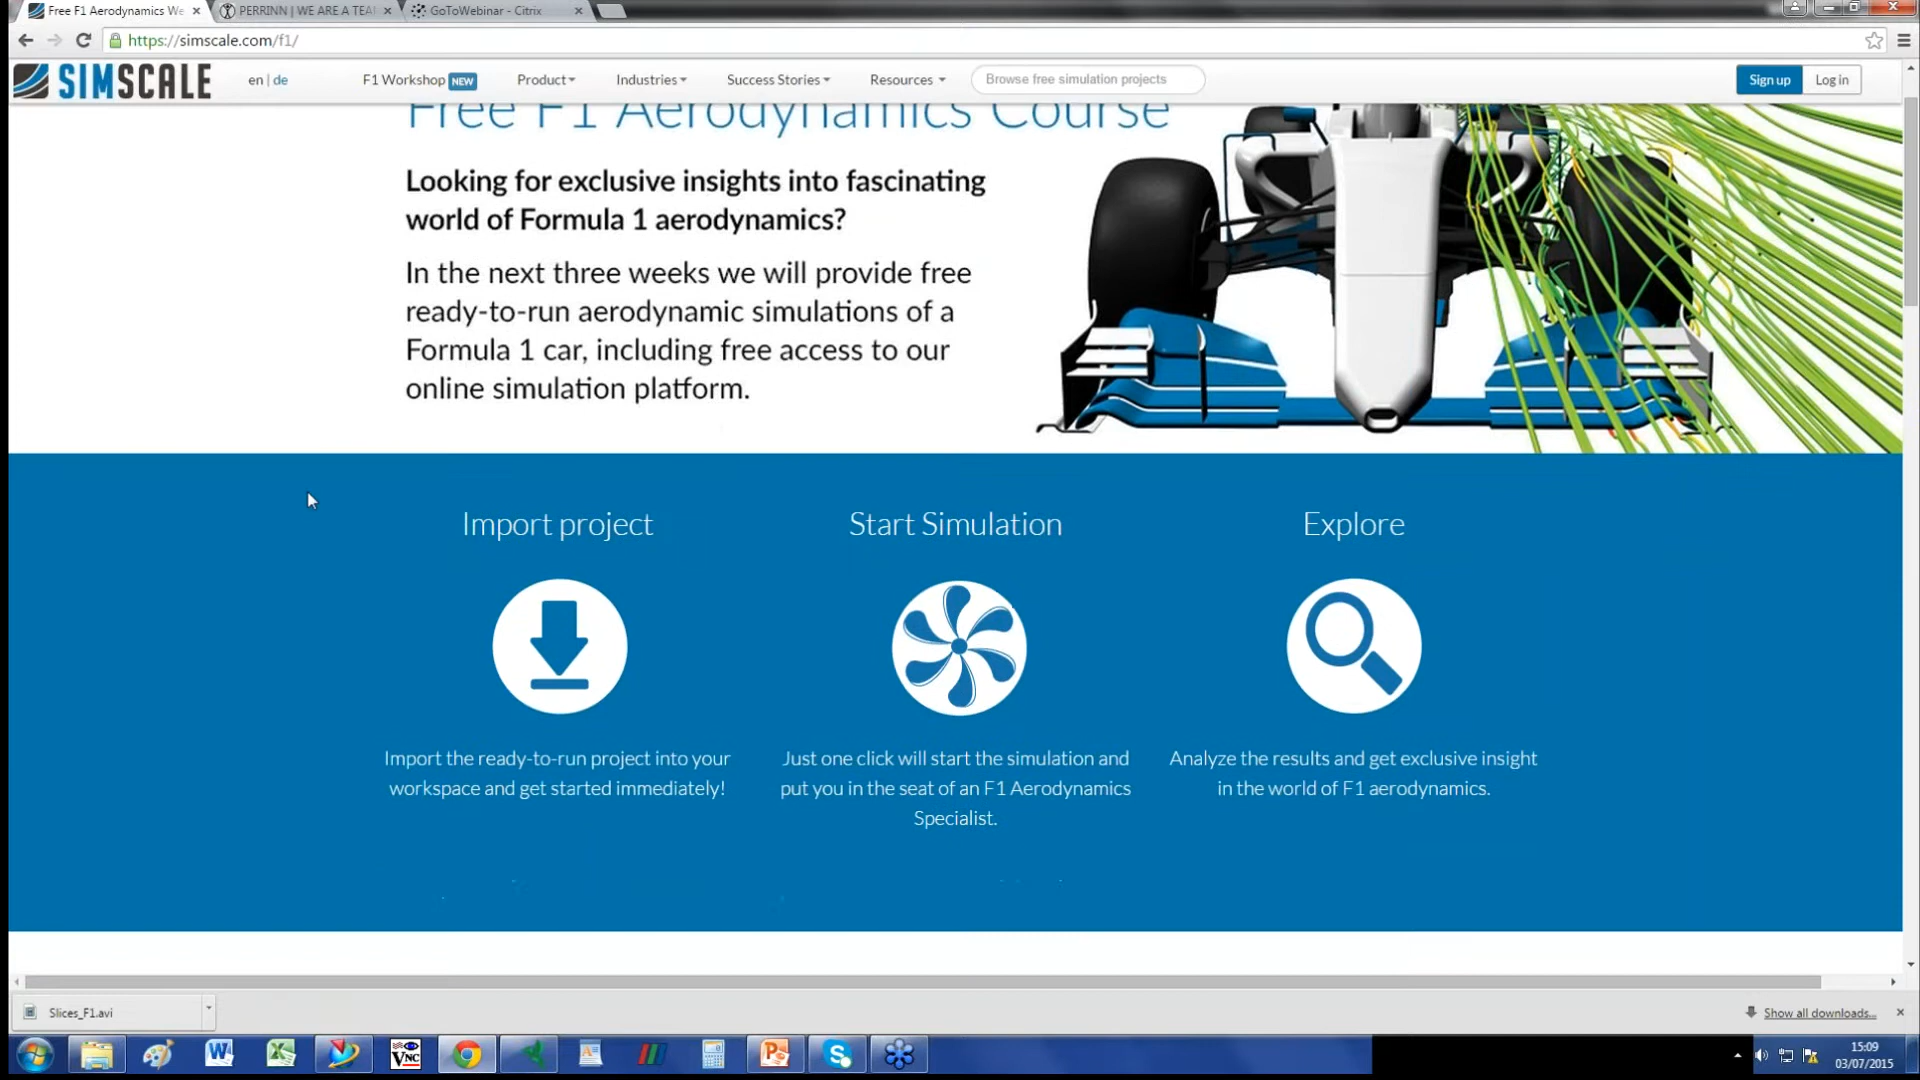 Free F1 Aerodynamics We
PERRINN | WE ARE A TEA
GoToWebinar - Citrix
https://simscale.com/f1/
SIMSCALE
en | de
F1 Workshop NEW
Product
Industries
Success Stories
Resources
Browse free simulation projects
Sign up
Log in
Free F1 Aerodynamics Course
Looking for exclusive insights into fascinating
world of Formula 1 aerodynamics?
In the next three weeks we will provide free
ready-to-run aerodynamic simulations of a
Formula 1 car, including free access to our
online simulation platform.
Import project
Start Simulation
Explore
Import the ready-to-run project into your
workspace and get started immediately!
Just one click will start the simulation and
put you in the seat of an F1 Aerodynamics
Specialist.
Analyze the results and get exclusive insight
in the world of F1 aerodynamics.
Slices_F1.avi
Show all downloads...
VNC
15:09
03/07/2015